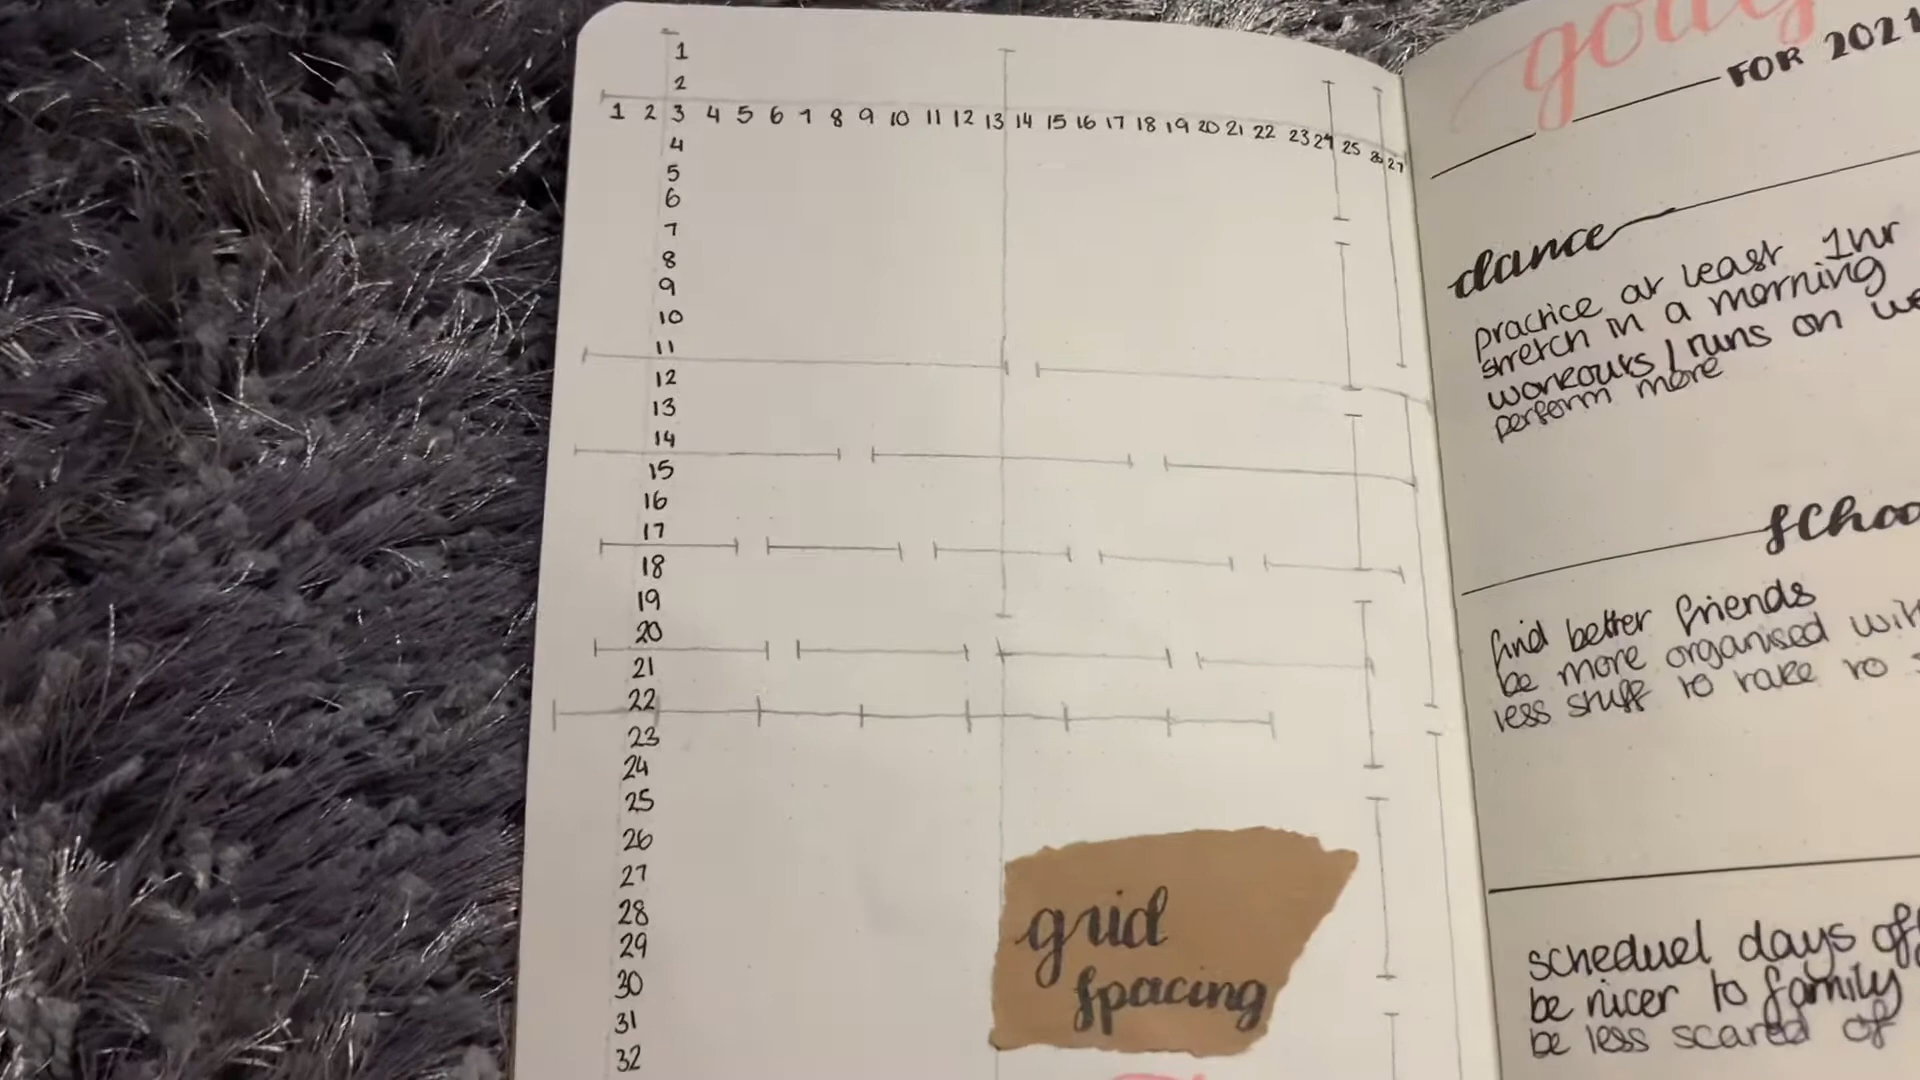 1
2
1 2 3 4 5 6 7 8 9 10 11 12 13 14 15 16 17 18 19 20 21 22 23 24 25 26 27
4
5
6
7
8
9
10
11
12
13
14
15
16
17
18
19
20
21
22
23
24
25
26
27
28
29
30
31
32
grid
spacing
FOR 2021
dance
practice at least 1hr
stretch in a morning
workouts / runs on
perform more
find better friends
be more organised
less stuff to take to
scheduel days
be nicer to family
be less scared of